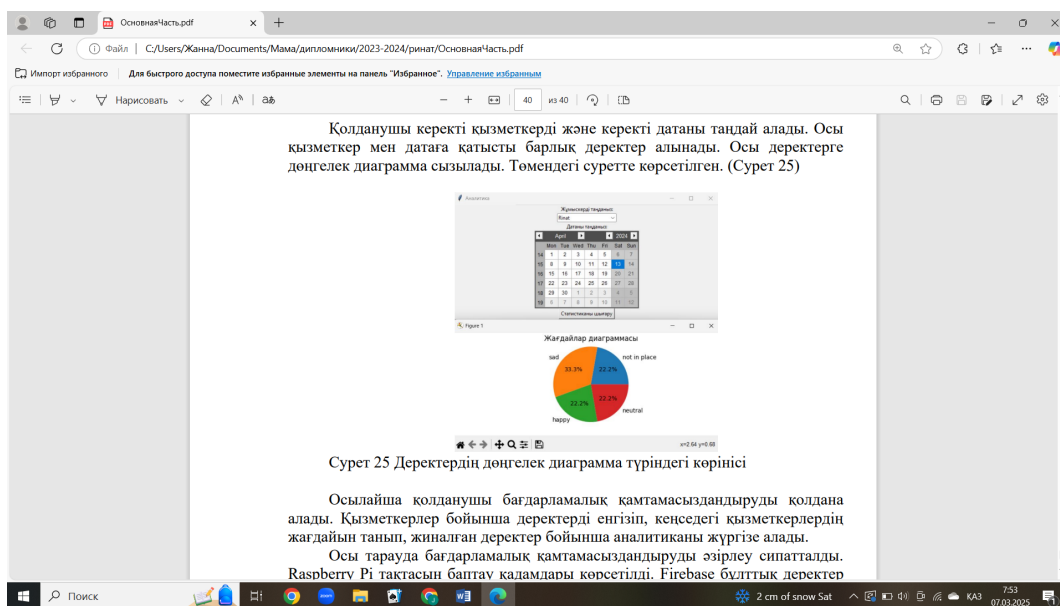 ОсновнаяЧасть.pdf
Файл C:/Users/Жанна/Documents/Мама/дипломники/2023-2024/ринат/ОсновнаяЧасть.pdf
Импорт избранного Для быстрого доступа поместите избранные элементы на панель "Избранное". Управление избранным
Нарисовать 40 из 40
Қолданушы керекті қызметкерді және керекті датаны таңдай алады. Осы
қызметкер мен датаға қатысты барлық деректер алынады. Осы деректерге
дөңгелек диаграмма сызылады. Төмендегі суретте көрсетілген. (Сурет 25)
Аналитика
Жұмыскерді таңдаңыз:
Rinat
Датаны таңдаңыз:
April 2024
Mon Tue Wed Thu Fri Sat Sun
14 1 2 3 4 5 6 7
15 8 9 10 11 12 13 14
16 15 16 17 18 19 20 21
17 22 23 24 25 26 27 28
18 29 30 1 2 3 4 5
19 6 7 8 9 10 11 12
Статистиканы шығару
Figure 1
Жағдайлар диаграммасы
sad not in place
33.3% 22.2%
22.2% 22.2%
neutral
happy
x=2.64 y=0.68
Сурет 25 Деректердің дөңгелек диаграмма түріндегі көрінісі
Осылайша қолданушы бағдарламалық қамтамасыздандыруды қолдана
алады. Қызметкерлер бойынша деректерді енгізіп, кеңседегі қызметкерлердің
жағдайын танып, жиналған деректер бойынша аналитиканы жүргізе алады.
Осы тарауда бағдарламалық қамтамасыздандыруды әзірлеу сипатталды.
Raspberry Pi тақтасын баптау қадамдары көрсетілді. Firebase бұлттық деректер
Поиск 2 cm of snow Sat КАЗ 7:53
07.03.2025